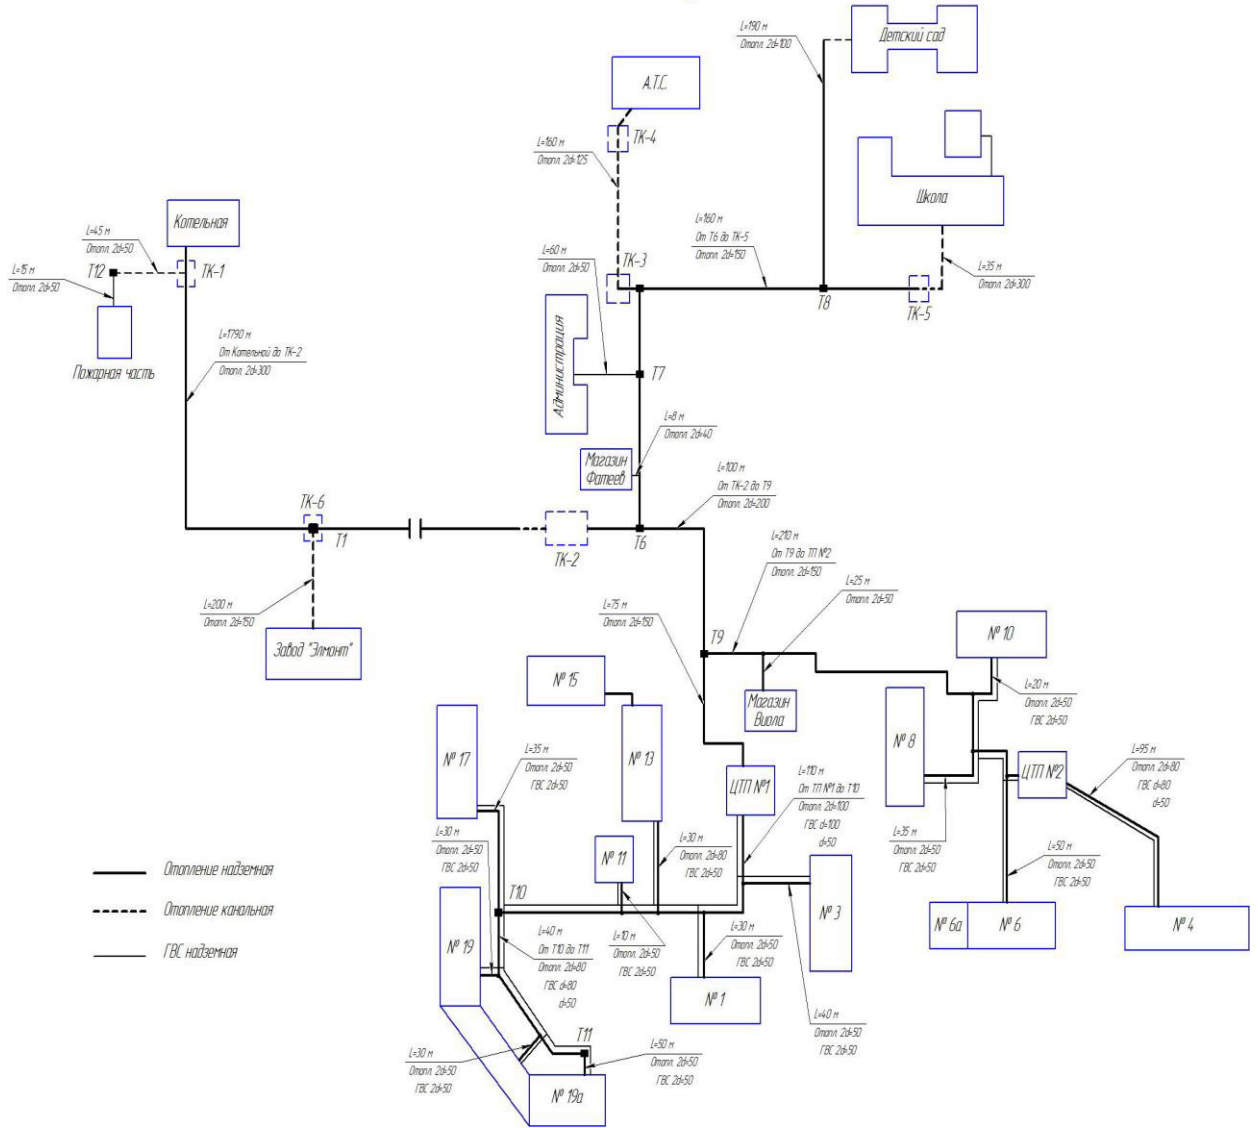 L=190 м
Отопл. 2d=100
Детский сад
А.Т.С.
ТК-4
L=160 м
Отопл. 2d=125
Школа
Котельная
L=45 м
Отопл. 2d=50
Т12
ТК-1
L=15 м
Отопл. 2d=50
Пожарная часть
L=1790 м
От Котельной до ТК-2
Отопл. 2d=300
L=60 м
Отопл. 2d=50
ТК-3
L=160 м
От Т6 до ТК-5
Отопл. 2d=150
L=35 м
Отопл. 2d=300
Т8
ТК-5
Администрация
Т7
L=8 м
Отопл. 2d=40
Магазин
Фатеев
L=100 м
От ТК-2 до Т9
Отопл. 2d=200
ТК-6
Т1
ТК-2
Т6
L=210 м
От Т9 до ТП №2
Отопл. 2d=150
L=25 м
Отопл. 2d=50
L=200 м
Отопл. 2d=150
Завод "Элмонт"
L=75 м
Отопл. 2d=150
Т9
№ 10
№ 15
Магазин
Виола
L=20 м
Отопл. 2d=50
ГВС 2d=50
№ 17
L=35 м
Отопл. 2d=50
ГВС 2d=50
№ 13
ЦТП №1
L=110 м
От ТП №1 до Т10
Отопл. 2d=100
ГВС d=100
d=50
№ 8
ЦТП №2
L=95 м
Отопл. 2d=80
ГВС d=80
d=50
L=30 м
Отопл. 2d=50
ГВС 2d=50
№ 11
L=30 м
Отопл. 2d=80
ГВС 2d=50
L=35 м
Отопл. 2d=50
ГВС 2d=50
L=50 м
Отопл. 2d=50
ГВС 2d=50
Отопление надземная
Отопление канальная
ГВС надземная
Т10
№ 19
L=40 м
От Т10 до Т11
Отопл. 2d=80
ГВС d=80
d=50
L=10 м
Отопл. 2d=50
ГВС 2d=50
L=30 м
Отопл. 2d=50
ГВС 2d=50
№ 3
№ 6а
№ 6
№ 4
№ 1
L=40 м
Отопл. 2d=50
ГВС 2d=50
Т11
L=30 м
Отопл. 2d=50
ГВС 2d=50
L=50 м
Отопл. 2d=50
ГВС 2d=50
№ 19а